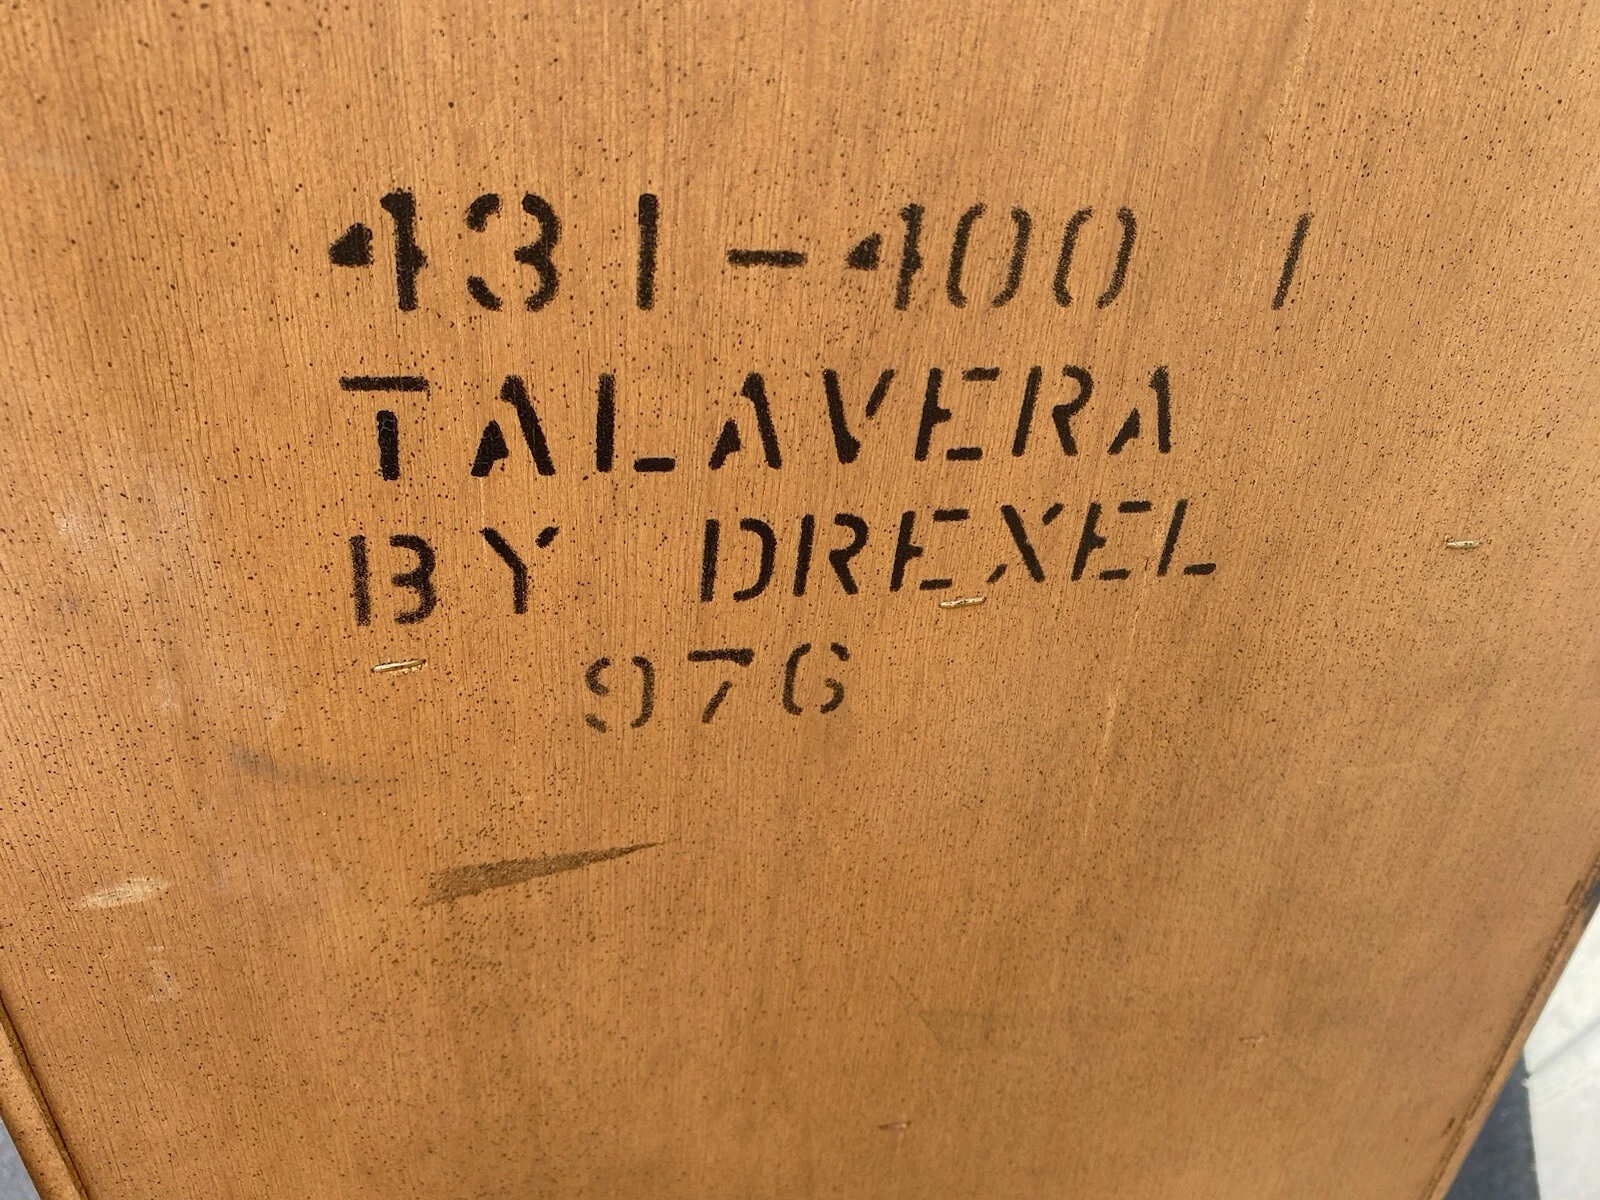 431-400 1
TALAVERA
BY DREXEL
976